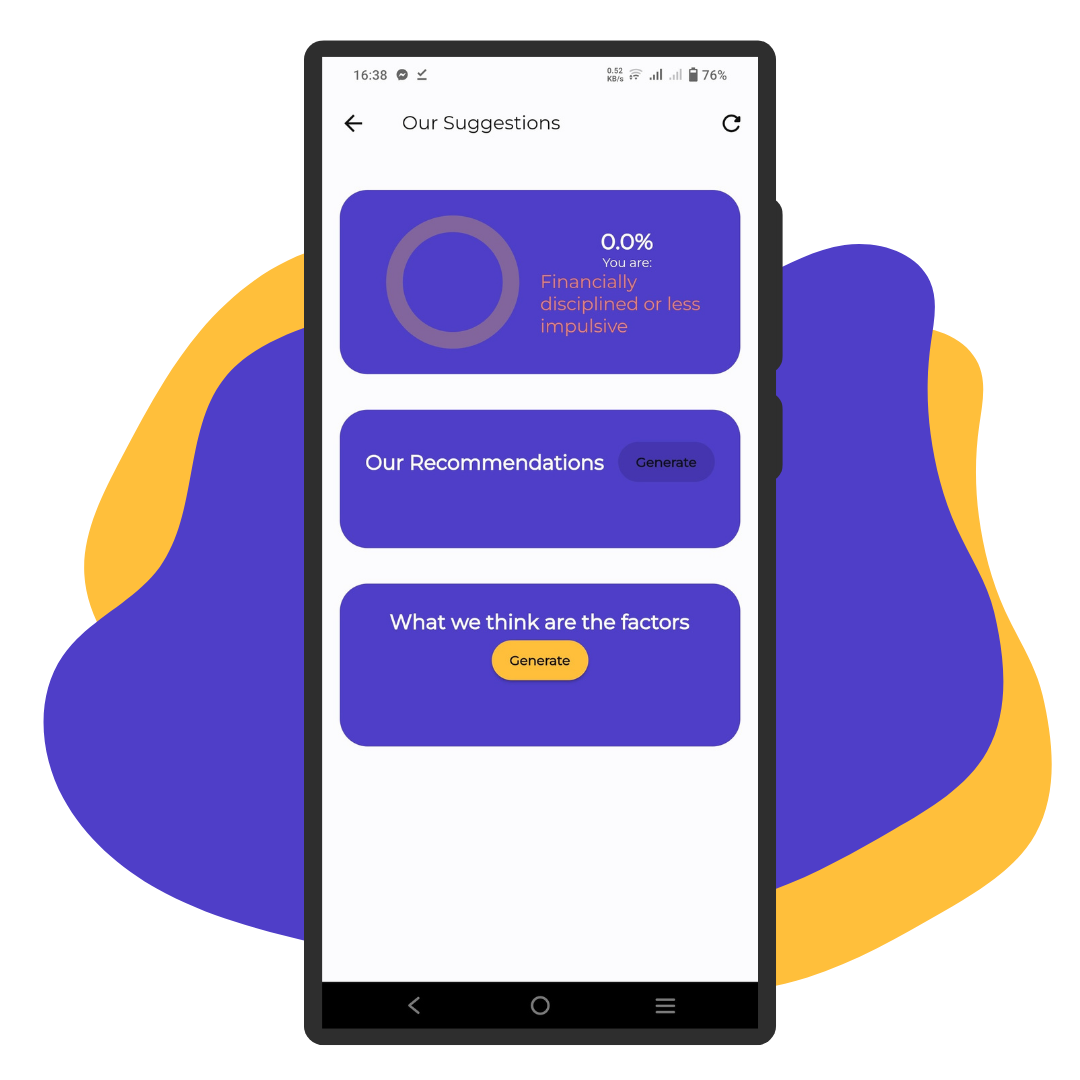 16:38
0.52
KB/s
76%
Our Suggestions
0.0%
You are:
Financially
disciplined or less
impulsive
Our Recommendations
Generate
What we think are the factors
Generate